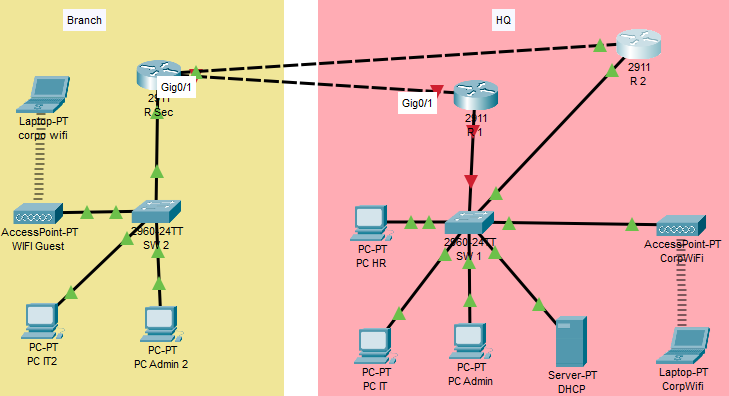 Branch
HQ
2911
R 2
2911
R Sec
Gig0/1
Gig0/1
2911
R 1
Laptop-PT
corpo wifi
AccessPoint-PT
WIFI Guest
2960-24TT
SW 2
PC-PT
PC HR
2960-24TT
SW 1
AccessPoint-PT
CorpWiFi
PC-PT
PC IT2
PC-PT
PC Admin 2
PC-PT
PC IT
PC-PT
PC Admin
Server-PT
DHCP
Laptop-PT
CorpWifi